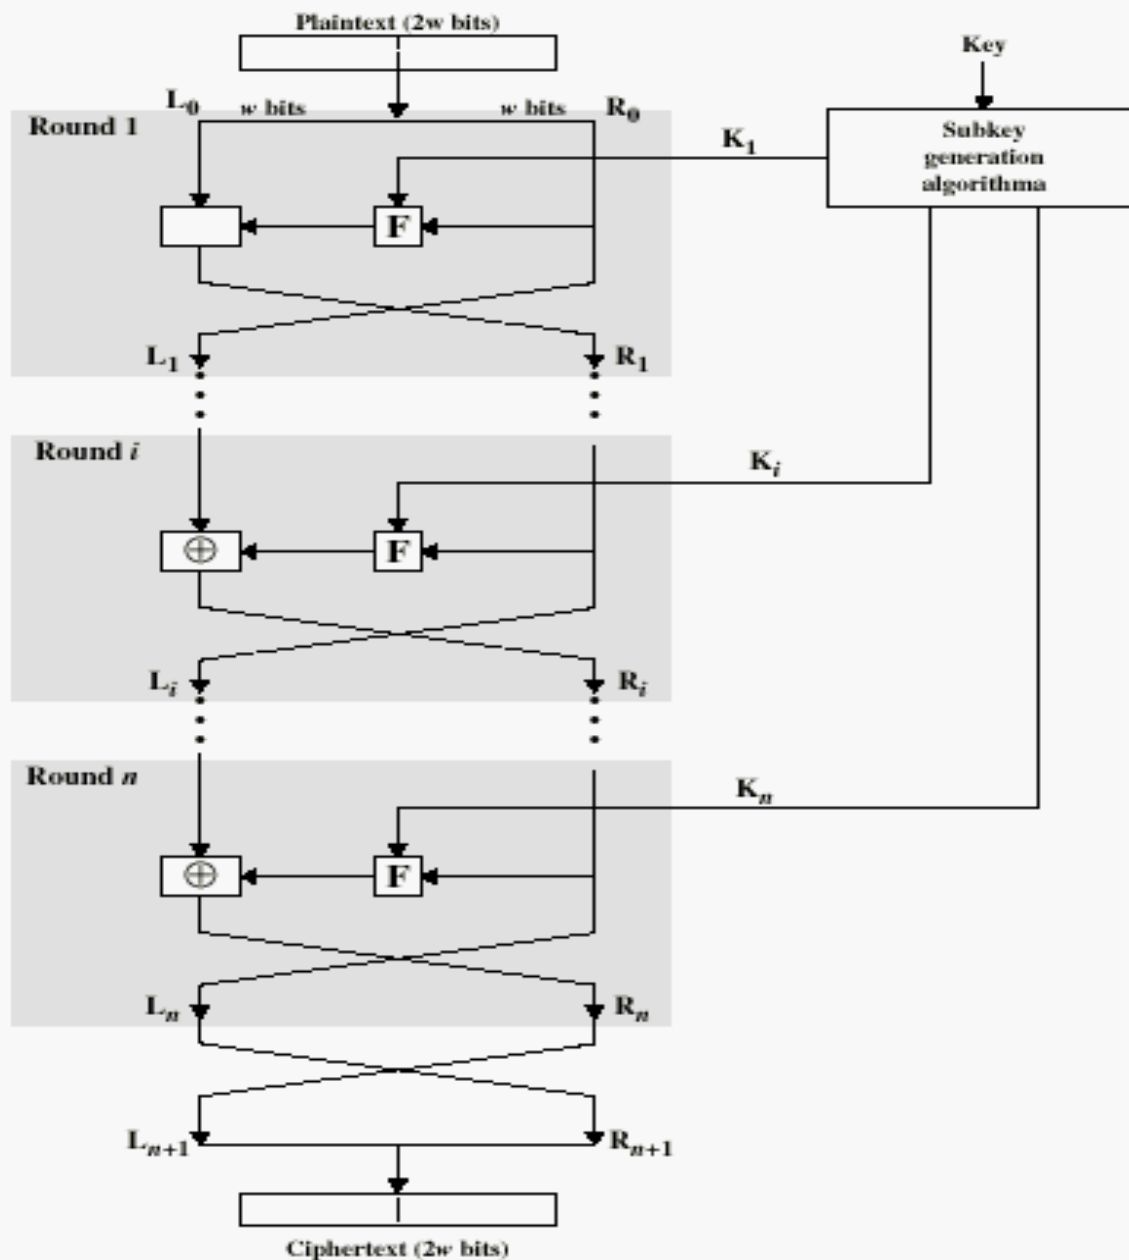 Plaintext (2w bits)
Key
L₀ w bits w bits R₀
Round 1
K₁
Subkey
generation
algorithma
F
L₁ R₁
Round i
Kᵢ
⊕ F
Lᵢ Rᵢ
Round n
Kₙ
⊕ F
Lₙ Rₙ
Lₙ₊₁ Rₙ₊₁
Ciphertext (2w bits)